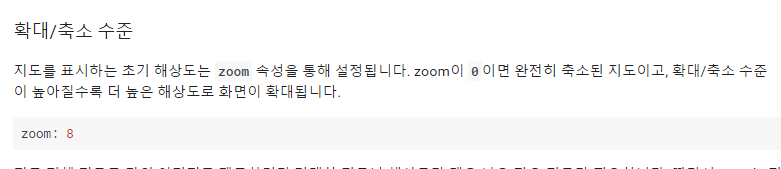 확대/축소 수준
지도를 표시하는 초기 해상도는 zoom 속성을 통해 설정됩니다. zoom이 0이면 완전히 축소된 지도이고, 확대/축소 수준
이 높아질수록 더 높은 해상도로 화면이 확대됩니다.
zoom: 8